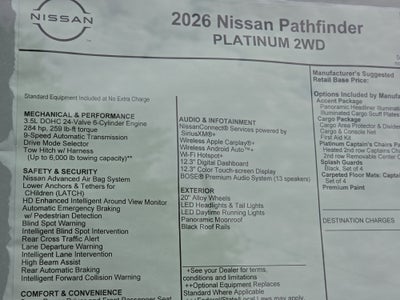 NISSAN
2026 Nissan Pathfinder
PLATINUM 2WD
Standard Equipment Included at No Extra Charge
MECHANICAL & PERFORMANCE
3.5L DOHC 24-Valve 6-Cylinder Engine
284 hp, 259 lb-ft torque
9-Speed Automatic Transmission
Drive Mode Selector
Tow Hitch w/ Harness
(Up to 6,000 lb towing capacity)**
SAFETY & SECURITY
Nissan Advanced Air Bag System
Lower Anchors & Tethers for
CHildren (LATCH)
HD Enhanced Intelligent Around View Monitor
Automatic Emergency Braking
w/ Pedestrian Detection
Blind Spot Warning
Intelligent Blind Spot Intervention
Rear Cross Traffic Alert
Lane Departure Warning
Intelligent Lane Intervention
High Beam Assist
Rear Automatic Braking
Intelligent Forward Collision Warning
COMFORT & CONVENIENCE
AUDIO & INFOTAINMENT
NissanConnect® Services powered by
SiriusXM®+
Wireless Apple Carplay®+
Wireless Android Auto™+
Wi-Fi Hotspot+
12.3" Digital Dashboard
12.3" Color Touch-screen Display
BOSE® Premium Audio System (13 speakers)
EXTERIOR
20" Alloy Wheels
LED Headlights & Tail Lights
LED Daytime Running Lights
Panoramic Moonroof
Black Roof Rails
+See your Dealer for terms,
conditions and limitations
++Optional Equipment Replaces
Standard Where Applicable
Manufacturer's Suggested
Retail Base Price:
Options Included by Manufa
Accent Package
Panoramic Headliner Illuminat
Illuminated Cargo Scuff Plates
Cargo Package
Cargo Area Protector & Divider
Cargo & Console Net
First Aid Kit
Platinum Captain's Chairs Pa
Heated 2nd row Captains Ch
2nd row Removable Center C
Splash Guards
Black, Set of 4
Carpeted Floor Mats: Captai
Set of 4
Premium Paint
DESTINATION CHARGES